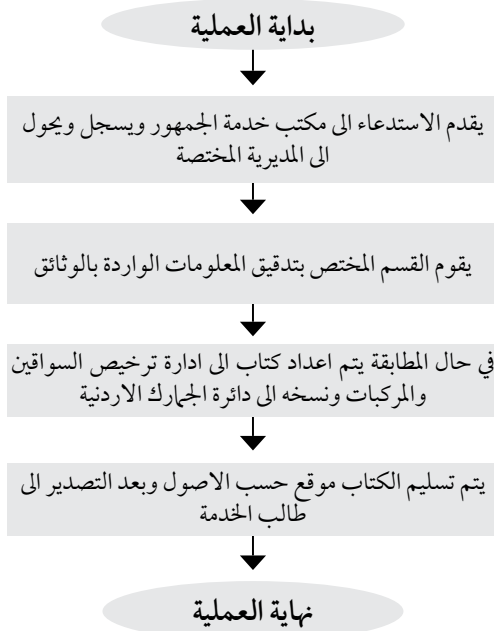 بداية العملية
يقدم الاستدعاء الى مكتب خدمة الجمهور ويسجل ويحول
الى المديرية المختصة
يقوم القسم المختص بتدقيق المعلومات الواردة بالوثائق
في حال المطابقة يتم اعداد كتاب الى ادارة ترخيص السواقين
والمركبات ونسخه الى دائرة الجمارك الاردنية
يتم تسليم الكتاب موقع حسب الاصول وبعد التصدير الى
طالب الخدمة
نهاية العملية